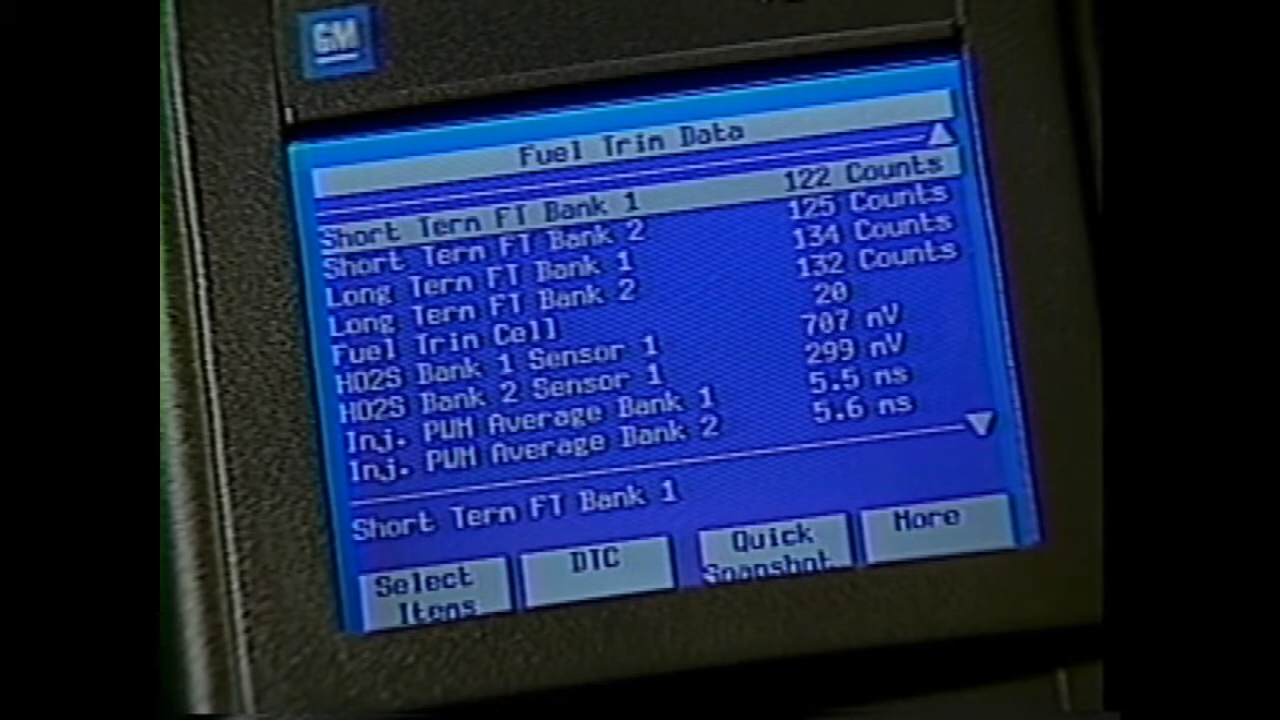 GM
Fuel Trim Data
Short Term FT Bank 1 122 Counts
Short Term FT Bank 2 125 Counts
Long Term FT Bank 1 134 Counts
Long Term FT Bank 2 132 Counts
Fuel Trim Cell 20
HO2S Bank 1 Sensor 1 707 mV
HO2S Bank 2 Sensor 1 299 mV
Inj. PWM Average Bank 1 5.5 ms
Inj. PWM Average Bank 2 5.6 ms
Short Term FT Bank 1
Select Items
DTC
Quick Snapshot
More